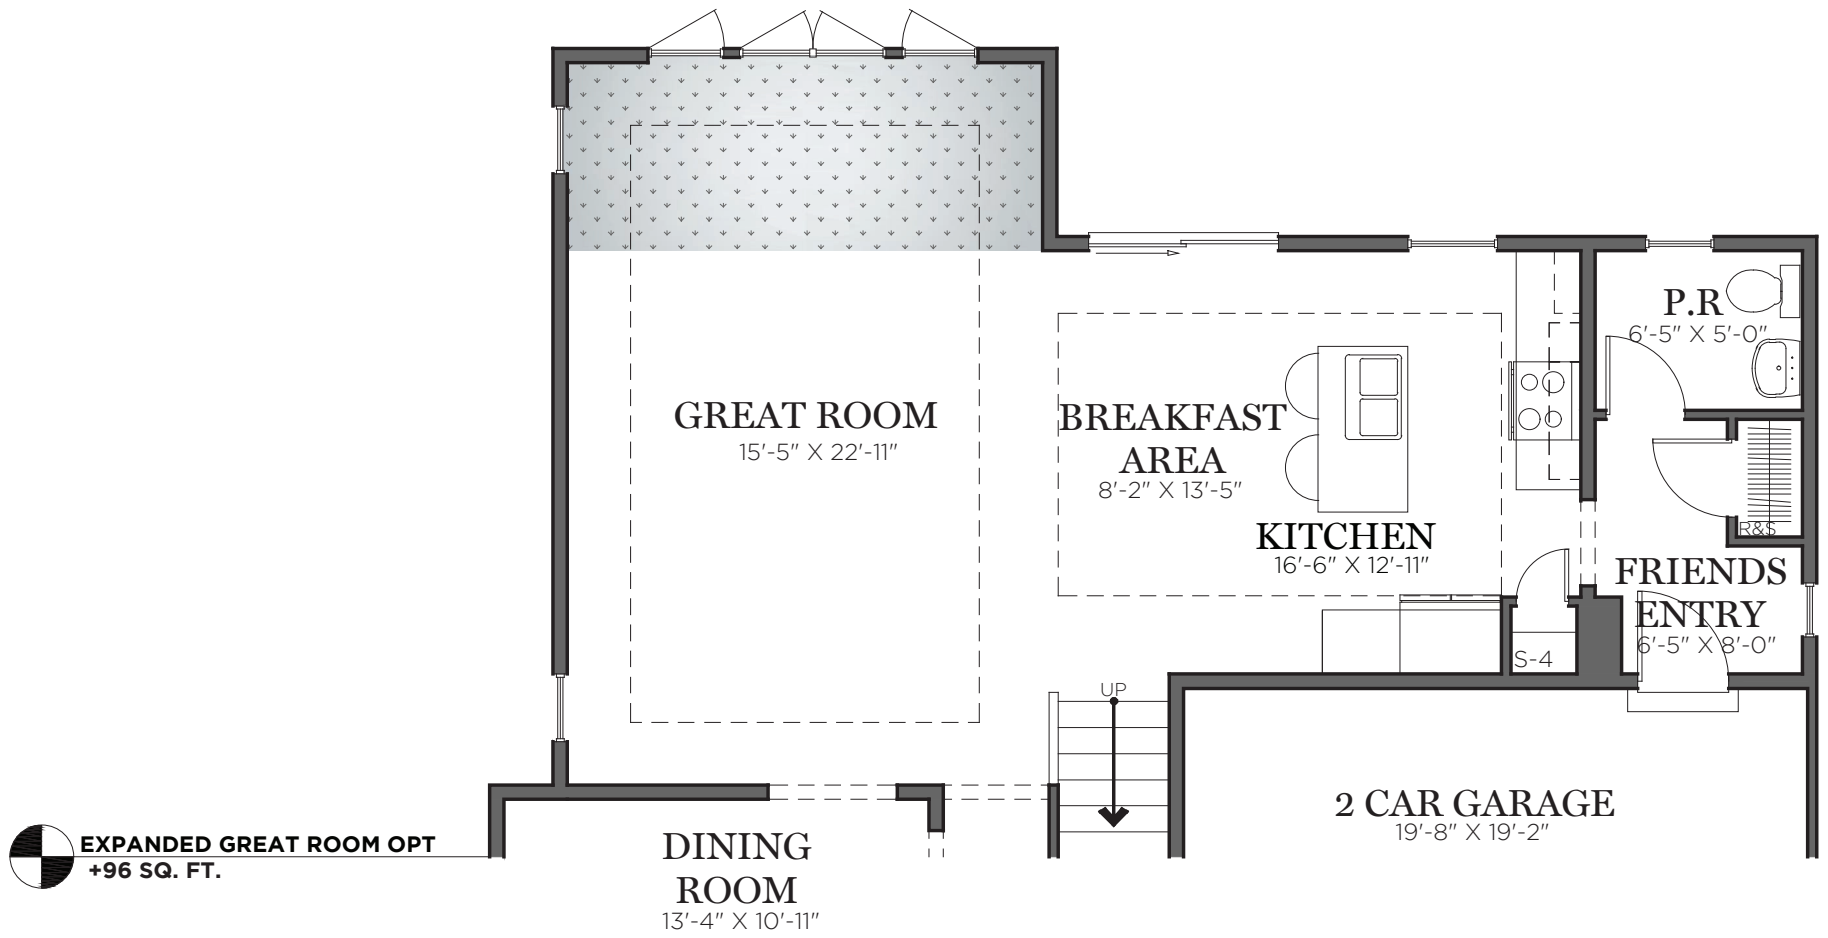 P.R
6'-5" X 5'-0"
GREAT ROOM
15'-5" X 22'-11"
BREAKFAST
AREA
8'-2" X 13'-5"
KITCHEN
16'-6" X 12'-11"
R&S
FRIENDS
ENTRY
6'-5" X 8'-0"
S-4
UP
2 CAR GARAGE
19'-8" X 19'-2"
EXPANDED GREAT ROOM OPT
+96 SQ. FT.
DINING
ROOM
13'-4" X 10'-11"